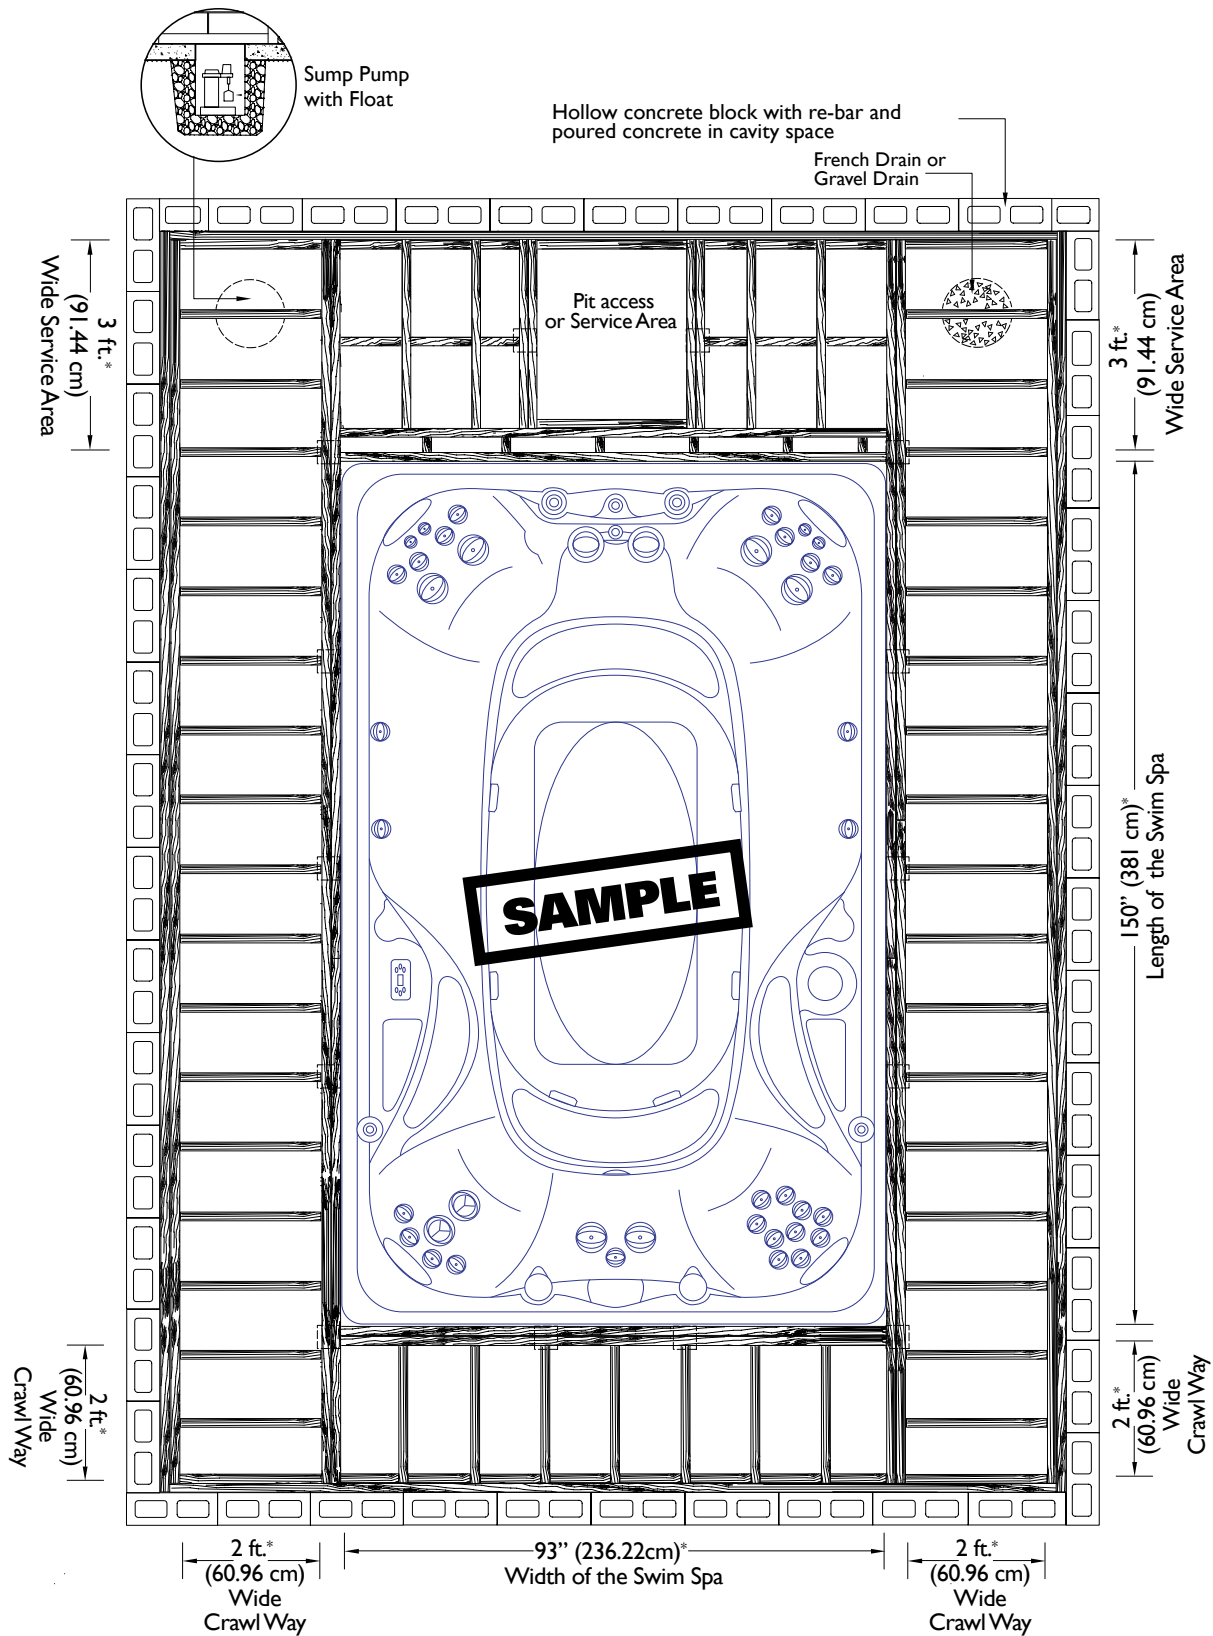 Sump Pump
with Float
Hollow concrete block with re-bar and
poured concrete in cavity space
French Drain or
Gravel Drain
3 ft.*
(91.44 cm)
Wide Service Area
Pit access
or Service Area
3 ft.*
(91.44 cm)
Wide Service Area
150” (381 cm)*
Length of the Swim Spa
SAMPLE
2 ft.*
(60.96 cm)
Wide
Crawl Way
2 ft.*
(60.96 cm)
Wide
Crawl Way
2 ft.*
(60.96 cm)
Wide
Crawl Way
93” (236.22cm)*
Width of the Swim Spa
2 ft.*
(60.96 cm)
Wide
Crawl Way